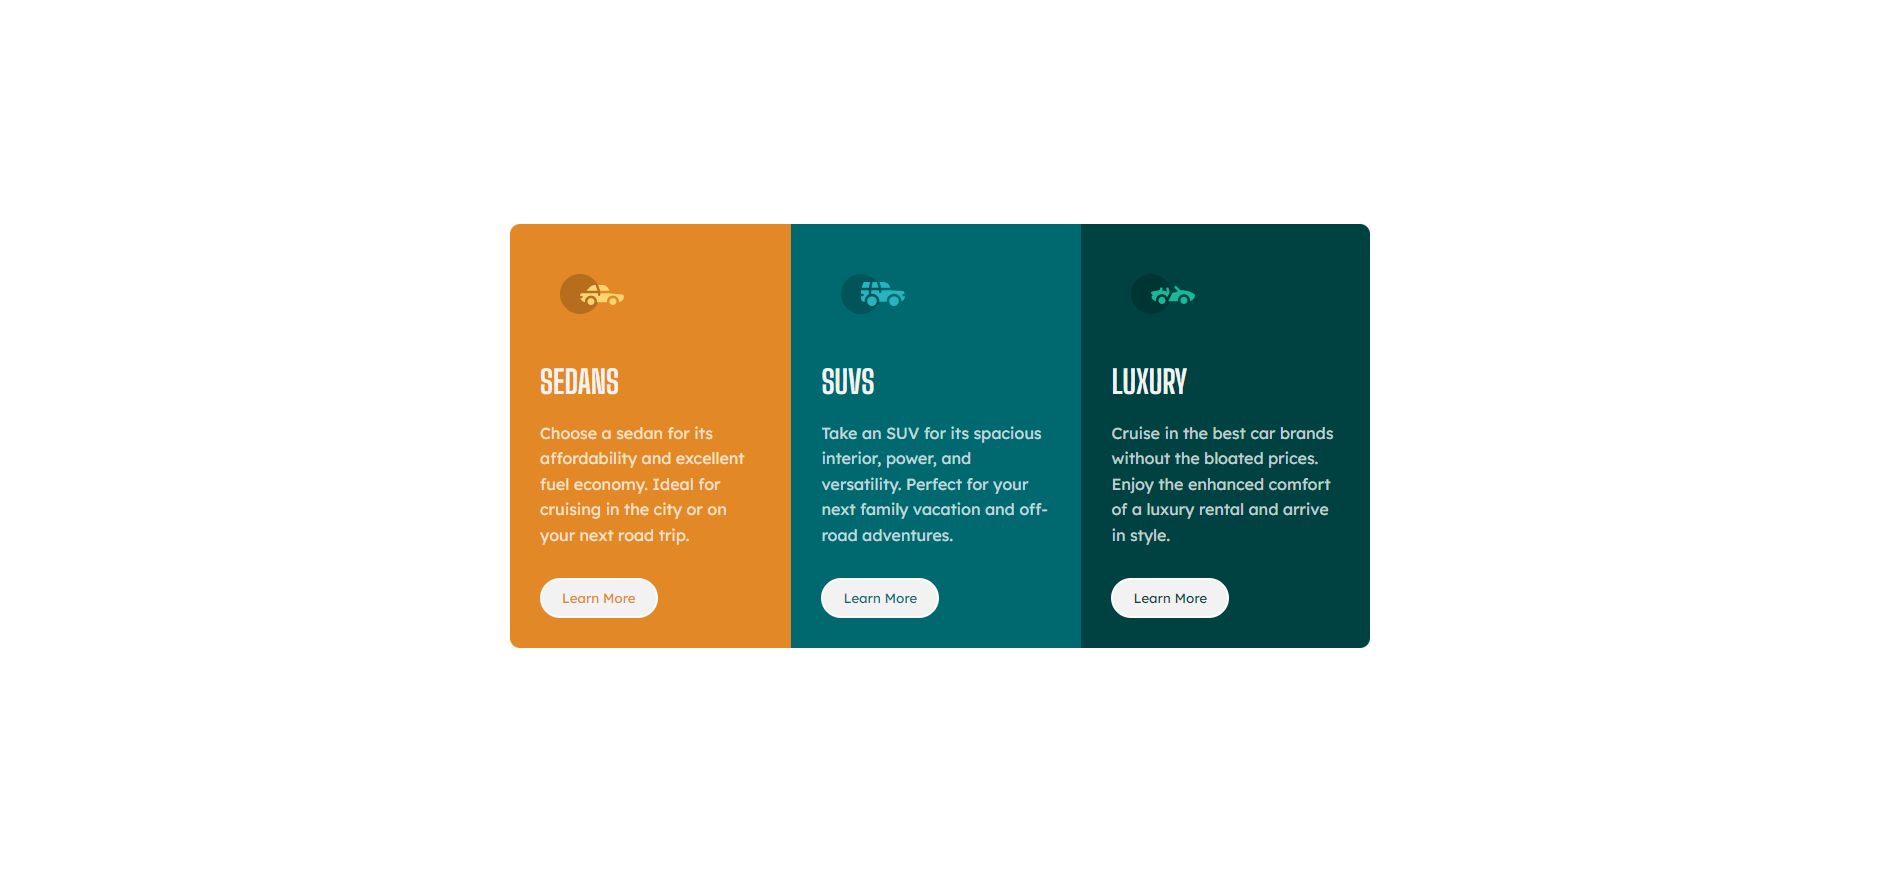 SEDANS
Choose a sedan for its
affordability and excellent
fuel economy. Ideal for
cruising in the city or on
your next road trip.
Learn More
SUVS
Take an SUV for its spacious
interior, power, and
versatility. Perfect for your
next family vacation and off-
road adventures.
Learn More
LUXURY
Cruise in the best car brands
without the bloated prices.
Enjoy the enhanced comfort
of a luxury rental and arrive
in style.
Learn More